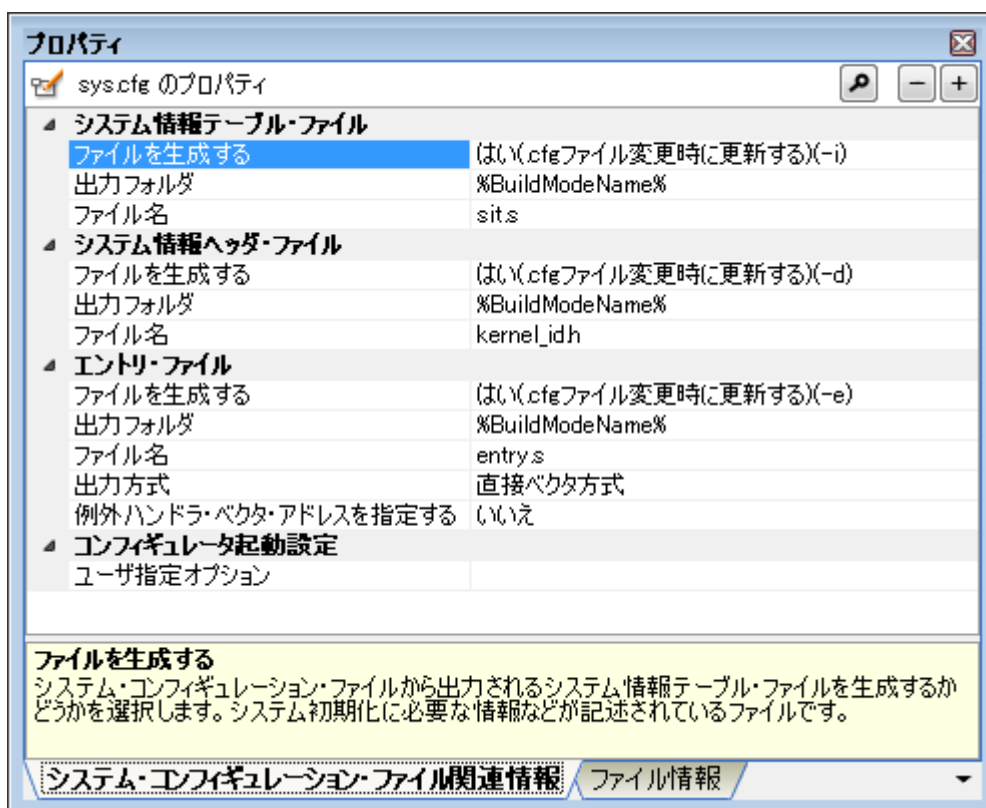 プロパティ
sys.cfg のプロパティ
システム情報テーブル・ファイル
ファイルを生成する はい(.cfgファイル変更時に更新する)(-i)
出力フォルダ %BuildModeName%
ファイル名 sit.s
システム情報ヘッダ・ファイル
ファイルを生成する はい(.cfgファイル変更時に更新する)(-d)
出力フォルダ %BuildModeName%
ファイル名 kernel_id.h
エントリ・ファイル
ファイルを生成する はい(.cfgファイル変更時に更新する)(-e)
出力フォルダ %BuildModeName%
ファイル名 entry.s
出力方式 直接ベクタ方式
例外ハンドラ・ベクタ・アドレスを指定する いいえ
コンフィギュレータ起動設定
ユーザ指定オプション
ファイルを生成する
システム・コンフィギュレーション・ファイルから出力されるシステム情報テーブル・ファイルを生成するか
どうかを選択します。システム初期化に必要な情報などが記述されているファイルです。
システム・コンフィギュレーション・ファイル関連情報 ファイル情報